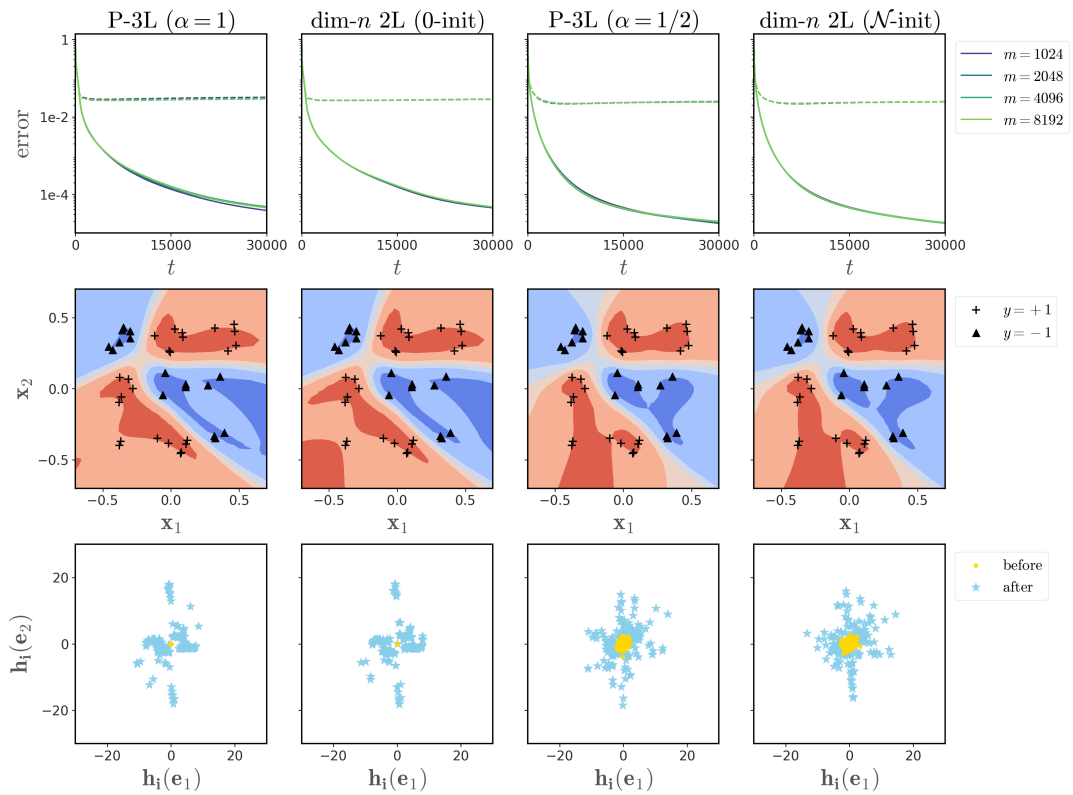 P-3L (α = 1)
dim-n 2L (0-init)
P-3L (α = 1/2)
dim-n 2L (𝒩-init)
1
1e-2
1e-4
error
0 15000 30000
0 15000 30000
0 15000 30000
0 15000 30000
t
t
t
t
m = 1024
m = 2048
m = 4096
m = 8192
0.5
0.0
−0.5
x₂
−0.5 0.0 0.5
−0.5 0.0 0.5
−0.5 0.0 0.5
−0.5 0.0 0.5
x₁
x₁
x₁
x₁
y = +1
y = −1
20
0
−20
hᵢ(e₂)
−20 0 20
−20 0 20
−20 0 20
−20 0 20
hᵢ(e₁)
hᵢ(e₁)
hᵢ(e₁)
hᵢ(e₁)
before
after